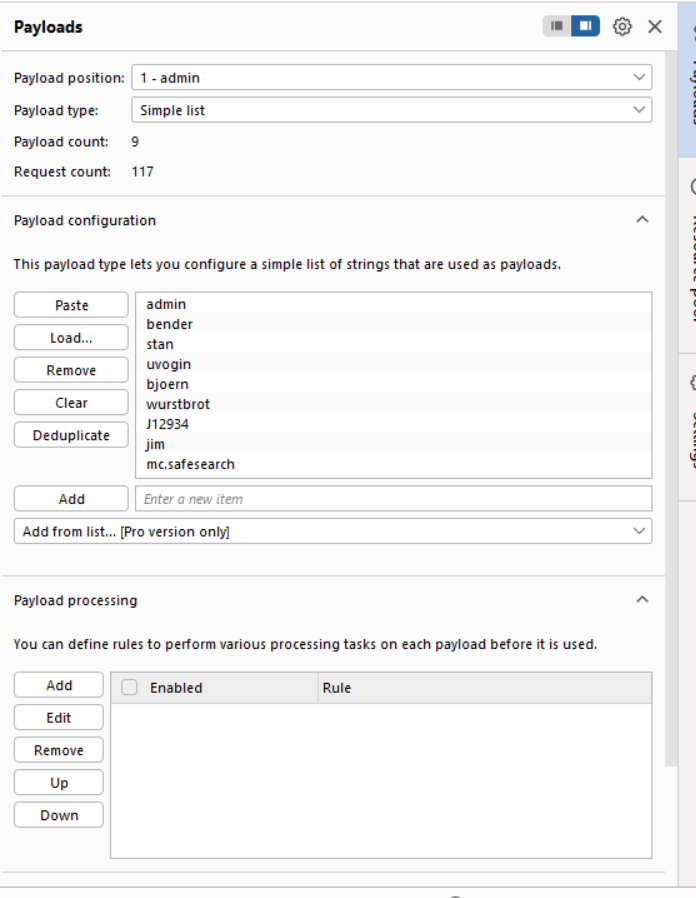 Payloads
Payload position: 1 - admin
Payload type: Simple list
Payload count: 9
Request count: 117
Payload configuration
This payload type lets you configure a simple list of strings that are used as payloads.
Paste
Load...
Remove
Clear
Deduplicate
admin
bender
stan
uvogin
bjoern
wurstbrot
J12934
jim
mc.safesearch
Add Enter a new item
Add from list... [Pro version only]
Payload processing
You can define rules to perform various processing tasks on each payload before it is used.
Add
Edit
Remove
Up
Down
Enabled Rule